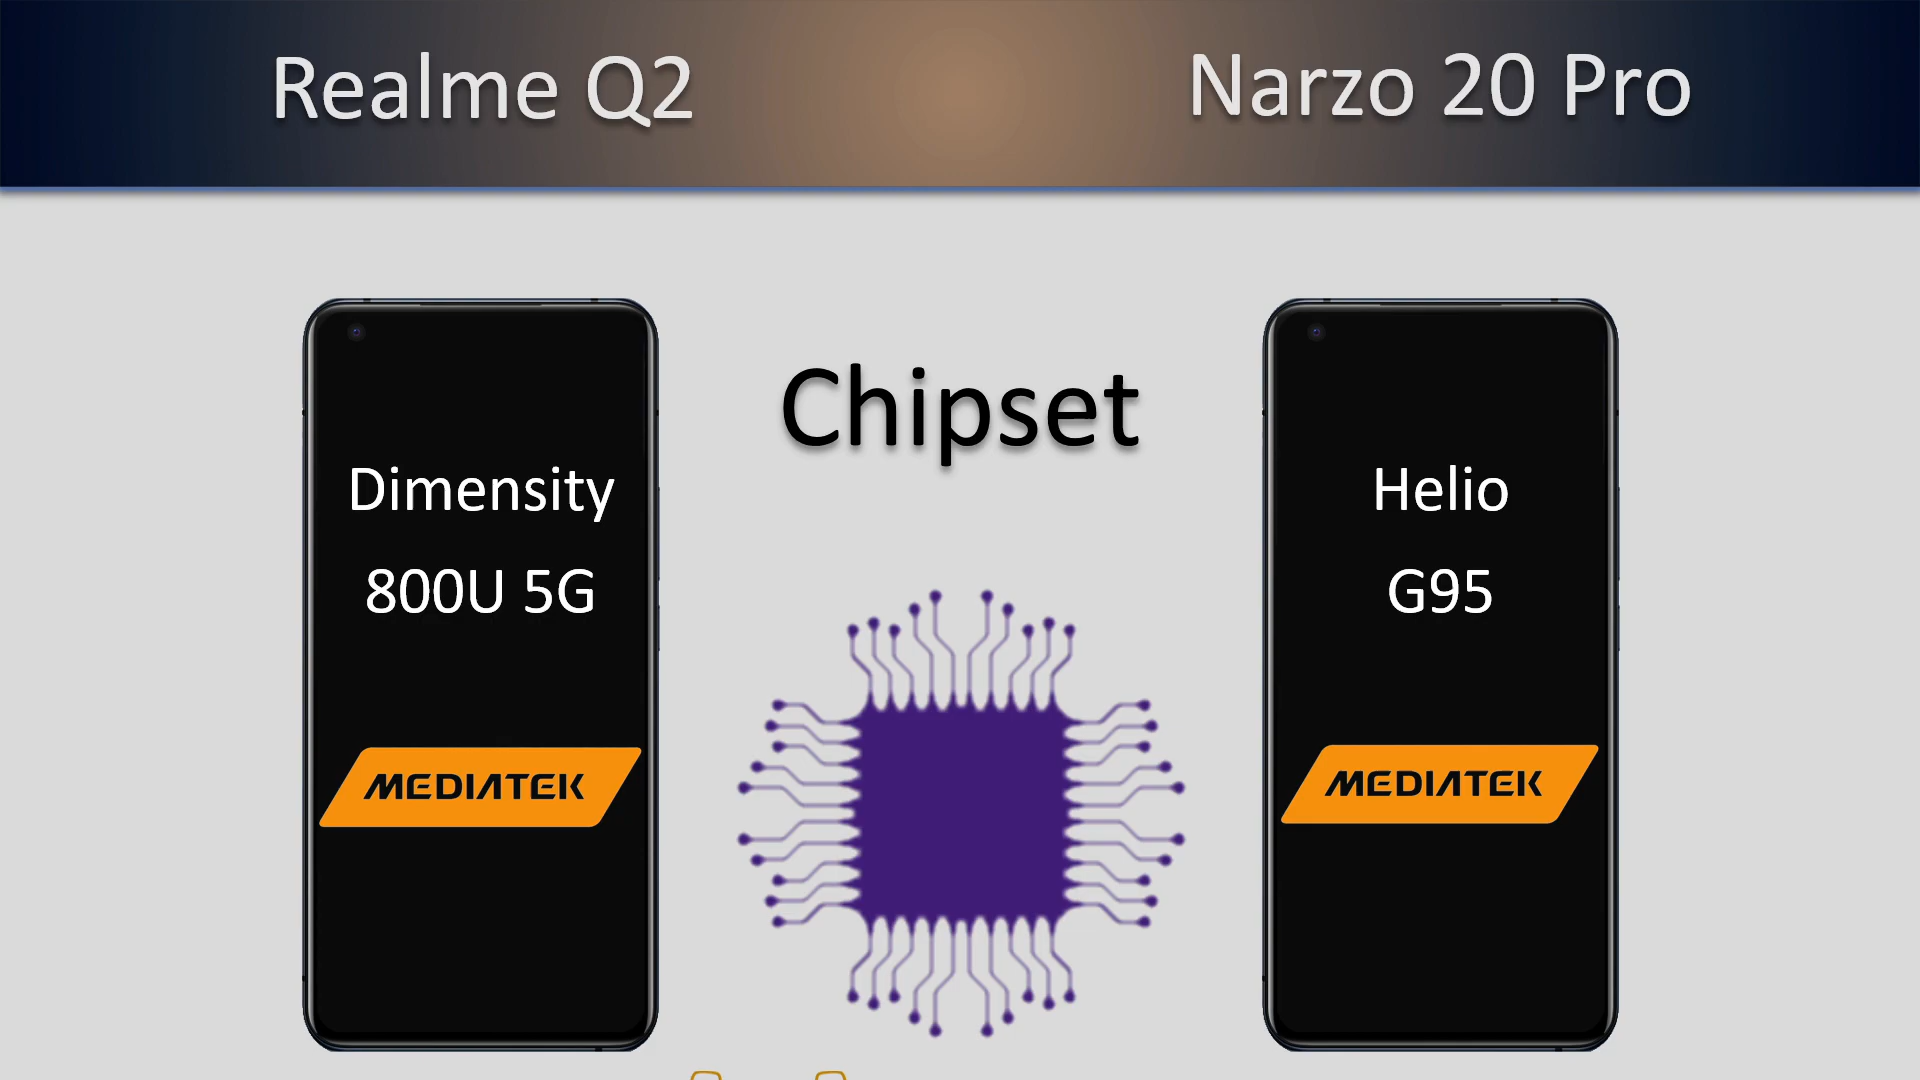 Realme Q2
Narzo 20 Pro
Chipset
Dimensity
800U 5G
MEDIATEK
Helio
G95
MEDIATEK